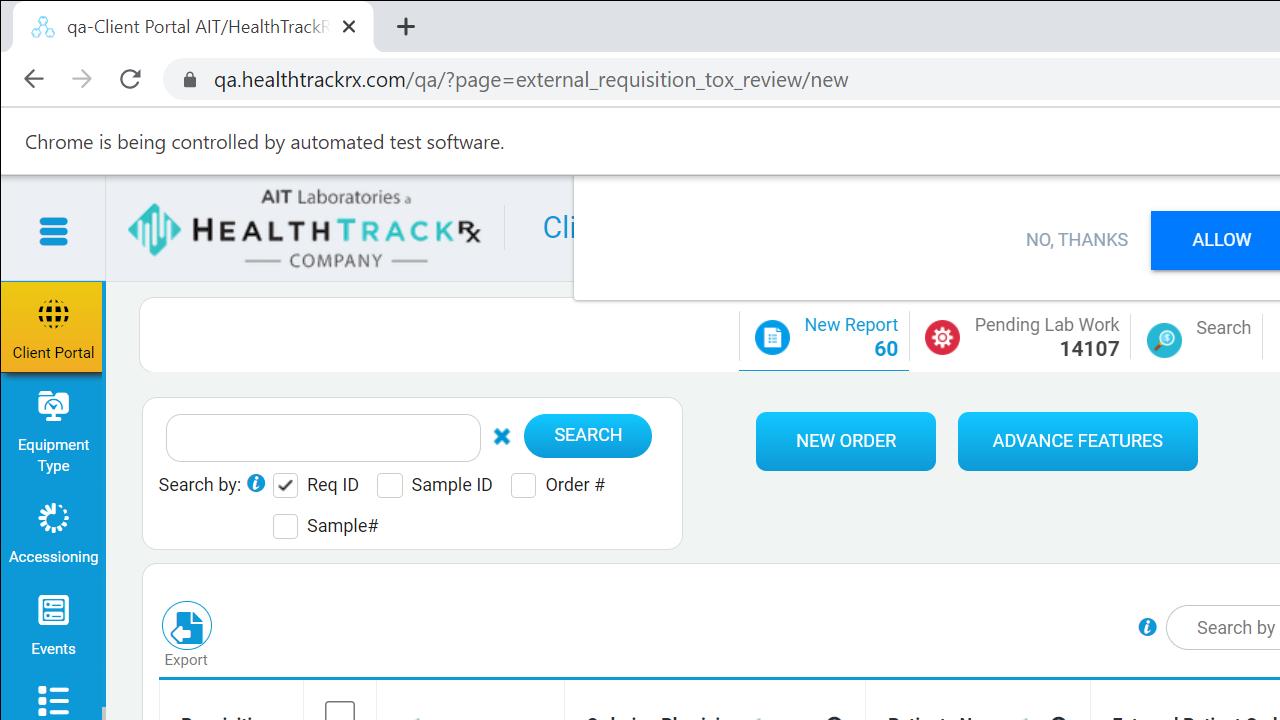 qa-Client Portal AIT/HealthTrackR
qa.healthtrackrx.com/qa/?page=external_requisition_tox_review/new
Chrome is being controlled by automated test software.
AIT Laboratories a
HEALTHTRACKRx
COMPANY
Cli
NO, THANKS
ALLOW
Client Portal
New Report
60
Pending Lab Work
14107
Search
SEARCH
NEW ORDER
ADVANCE FEATURES
Search by:
Req ID
Sample ID
Order #
Sample#
Equipment
Type
Accessioning
Events
Export
Search by